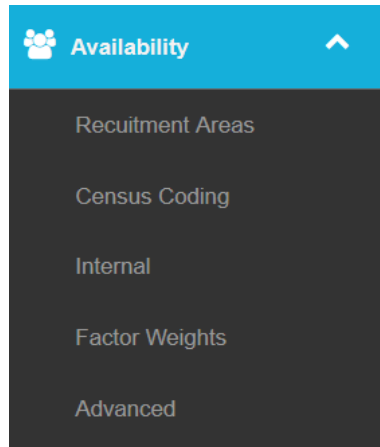 Availability
Recuitment Areas
Census Coding
Internal
Factor Weights
Advanced